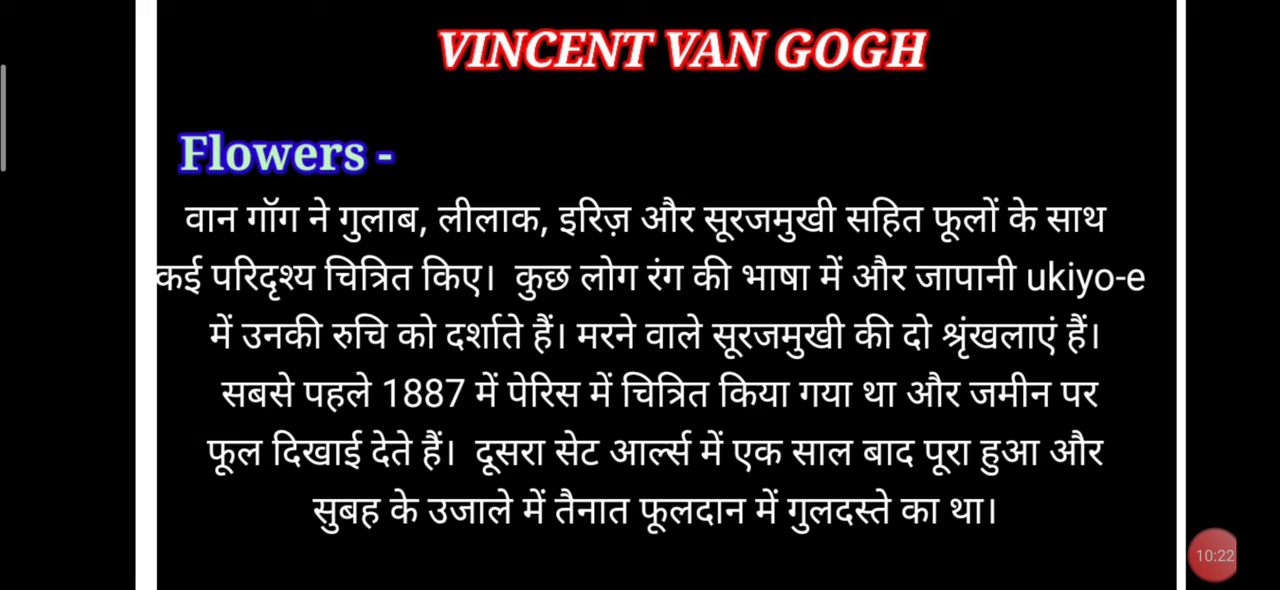 VINCENT VAN GOGH
Flowers -
वान गॉग ने गुलाब, लीलाक, इरिज़ और सूरजमुखी सहित फूलों के साथ
कई परिदृश्य चित्रित किए। कुछ लोग रंग की भाषा में और जापानी ukiyo-e
में उनकी रुचि को दर्शाते हैं। मरने वाले सूरजमुखी की दो श्रृंखलाएं हैं।
सबसे पहले 1887 में पेरिस में चित्रित किया गया था और जमीन पर
फूल दिखाई देते हैं। दूसरा सेट आर्ल्स में एक साल बाद पूरा हुआ और
सुबह के उजाले में तैनात फूलदान में गुलदस्ते का था।
10:22